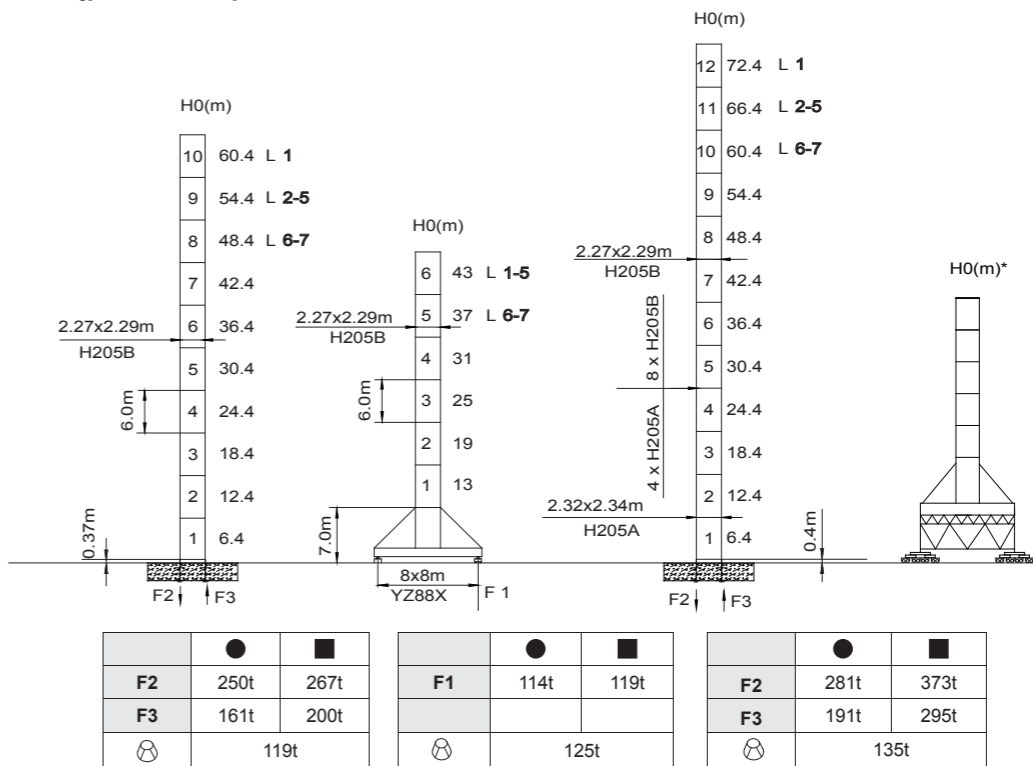 H0(m)
10 60.4 L 1
9 54.4 L 2-5
8 48.4 L 6-7
7 42.4
6 36.4
5 30.4
4 24.4
3 18.4
2 12.4
1 6.4
2.27x2.29m
H205B
6.0m
0.37m
F2 F3
H0(m)
6 43 L 1-5
5 37 L 6-7
4 31
3 25
2 19
1 13
2.27x2.29m
H205B
6.0m
7.0m
8x8m
YZ88X
F 1
H0(m)
12 72.4 L 1
11 66.4 L 2-5
10 60.4 L 6-7
9 54.4
8 48.4
7 42.4
6 36.4
5 30.4
4 24.4
3 18.4
2 12.4
1 6.4
2.27x2.29m
H205B
8 x H205B
4 x H205A
2.32x2.34m
H205A
0.4m
F2 F3
H0(m)*
● ■
F2 250t 267t
F3 161t 200t
119t
● ■
F1 114t 119t
125t
● ■
F2 281t 373t
F3 191t 295t
135t